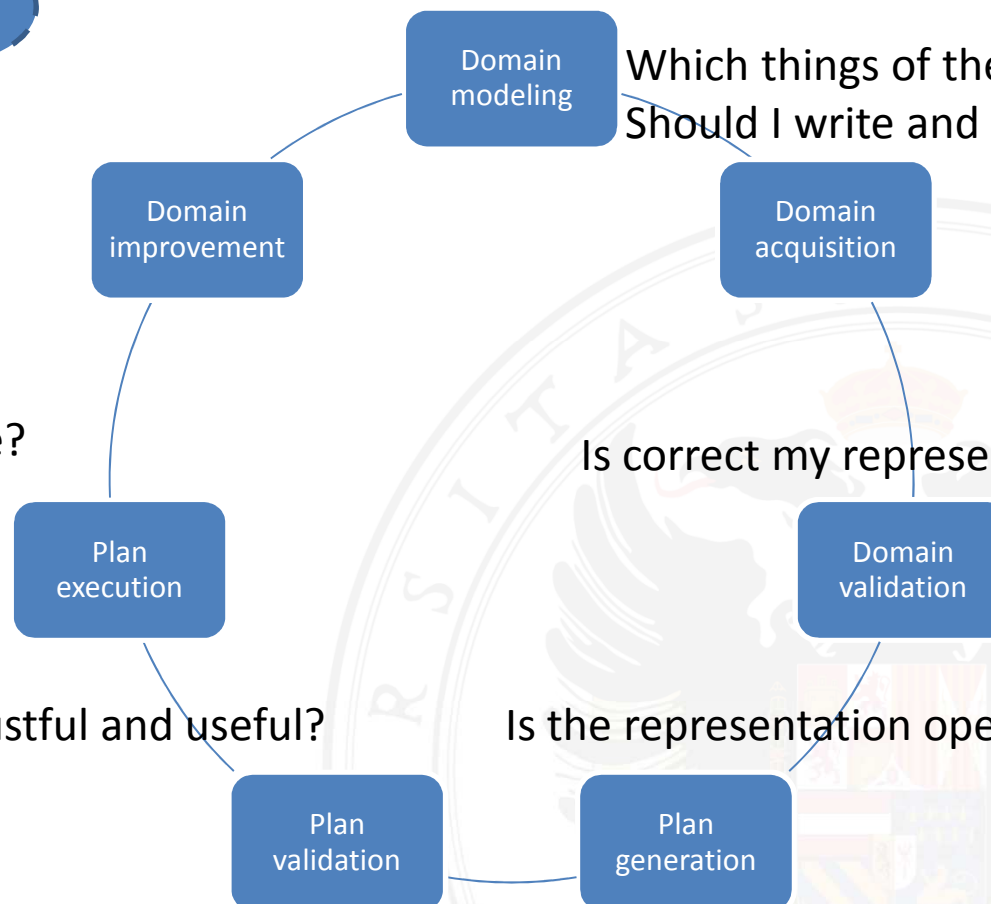 Domain
modeling
Which things of the
Should I write and
Domain
improvement
Domain
acquisition
e?
Is correct my represe
Plan
execution
Domain
validation
stful and useful?
Is the representation ope
Plan
validation
Plan
generation
R S I T A S